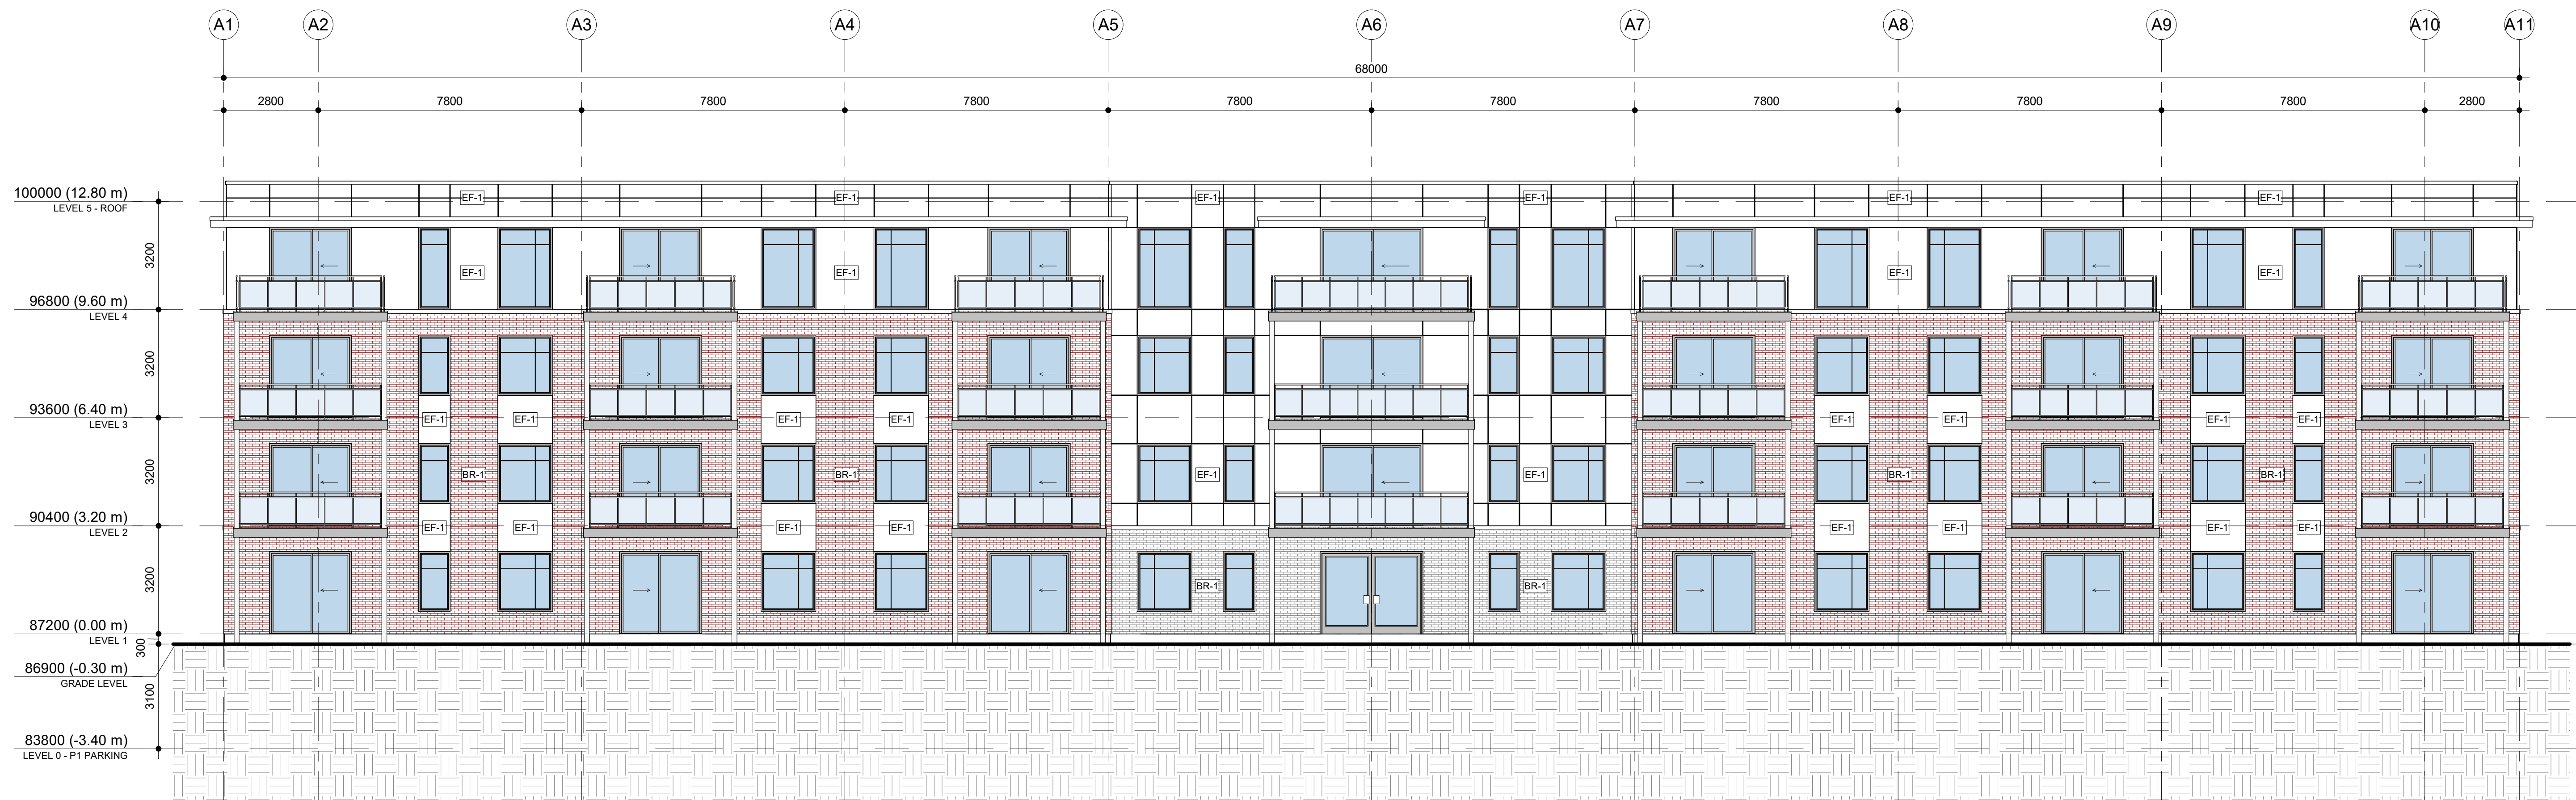 A1 A2 A3 A4 A5 A6 A7 A8 A9 A10 A11
68000
2800 7800 7800 7800 7800 7800 7800 7800 7800 2800
100000 (12.80 m)
LEVEL 5 - ROOF
EF-1 EF-1 EF-1 EF-1 EF-1 EF-1
3200
EF-1 EF-1 EF-1 EF-1
96800 (9.60 m)
LEVEL 4
3200
93600 (6.40 m)
LEVEL 3
EF-1 EF-1 EF-1 EF-1 EF-1 EF-1 EF-1 EF-1
3200
BR-1 BR-1 EF-1 EF-1 BR-1 BR-1
90400 (3.20 m)
LEVEL 2
EF-1 EF-1 EF-1 EF-1 EF-1 EF-1 EF-1 EF-1
3200
BR-1 BR-1
87200 (0.00 m)
LEVEL 1
300
86900 (-0.30 m)
GRADE LEVEL
3100
83800 (-3.40 m)
LEVEL 0 - P1 PARKING